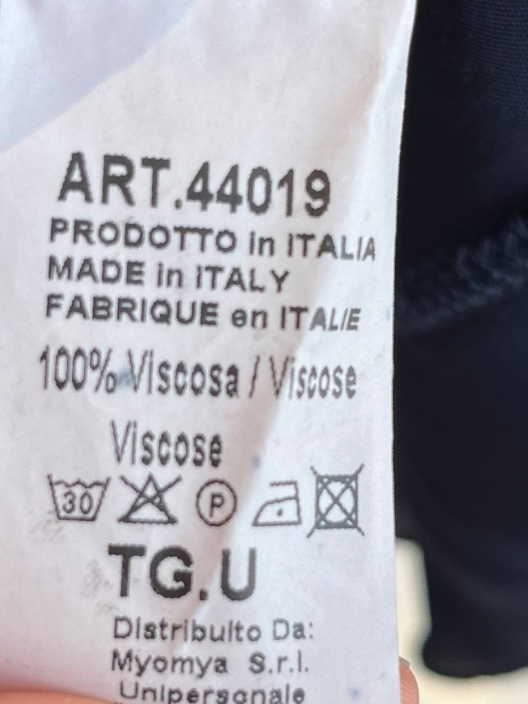 ART.44019
PRODOTTO in ITALIA
MADE in ITALY
FABRIQUE en ITALIE
100% Viscosa / Viscose
Viscose
30 P
TG.U
Distribuito Da:
Myomya S.r.l.
Unipersonale